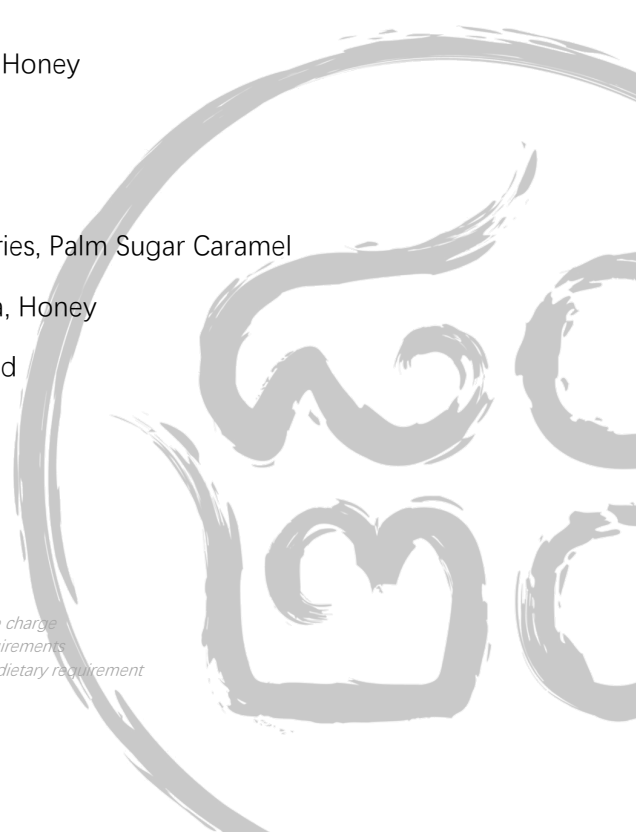 Honey
ries, Palm Sugar Caramel
, Honey
d
charge
irements
dietary requirement